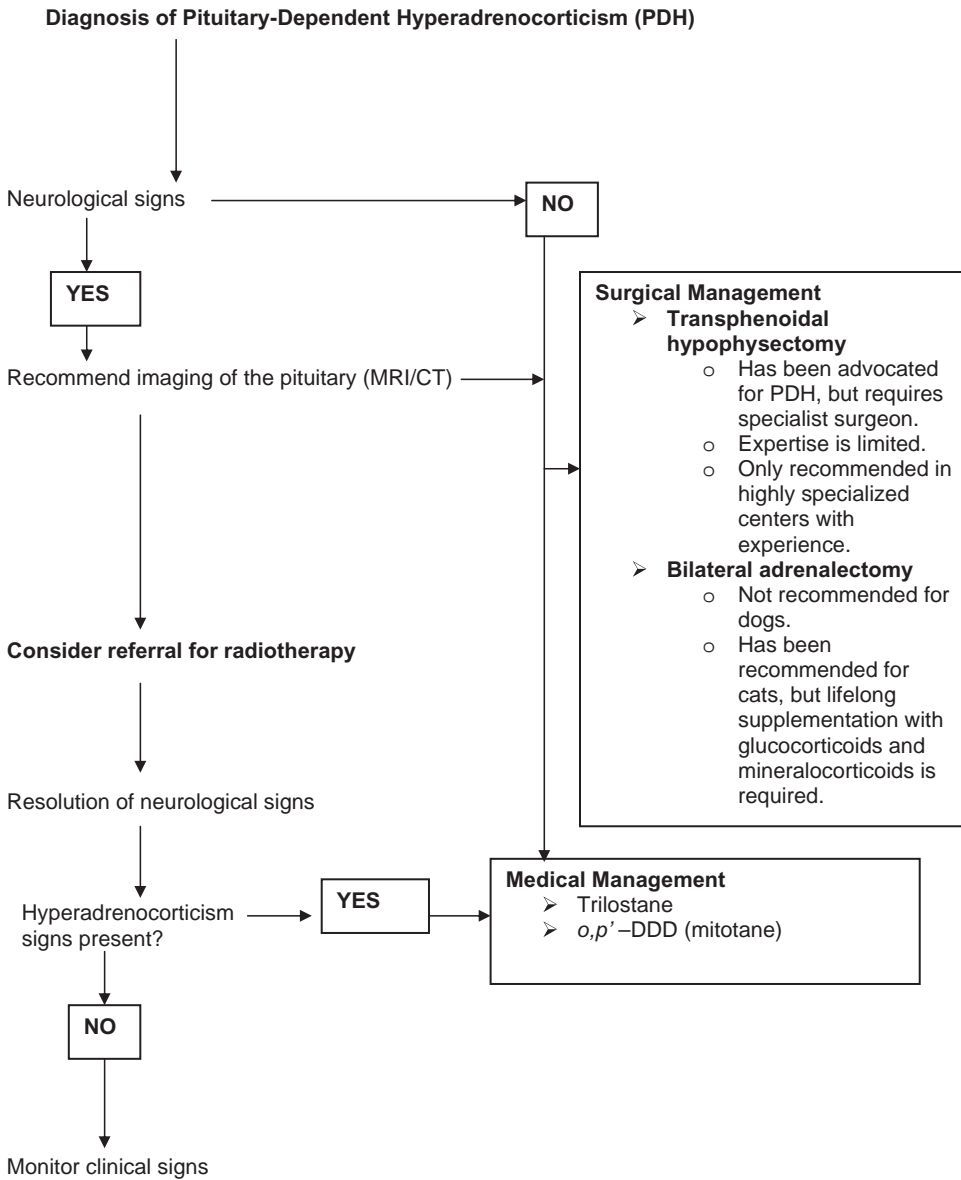 Diagnosis of Pituitary-Dependent Hyperadrenocorticism (PDH)
Neurological signs
NO
YES
Recommend imaging of the pituitary (MRI/CT)
Surgical Management
➢ Transphenoidal
hypophysectomy
o Has been advocated
for PDH, but requires
specialist surgeon.
o Expertise is limited.
o Only recommended in
highly specialized
centers with
experience.
➢ Bilateral adrenalectomy
o Not recommended for
dogs.
o Has been
recommended for
cats, but lifelong
supplementation with
glucocorticoids and
mineralocorticoids is
required.
Consider referral for radiotherapy
Resolution of neurological signs
Hyperadrenocorticism
signs present?
YES
Medical Management
➢ Trilostane
➢ o,p’ –DDD (mitotane)
NO
Monitor clinical signs